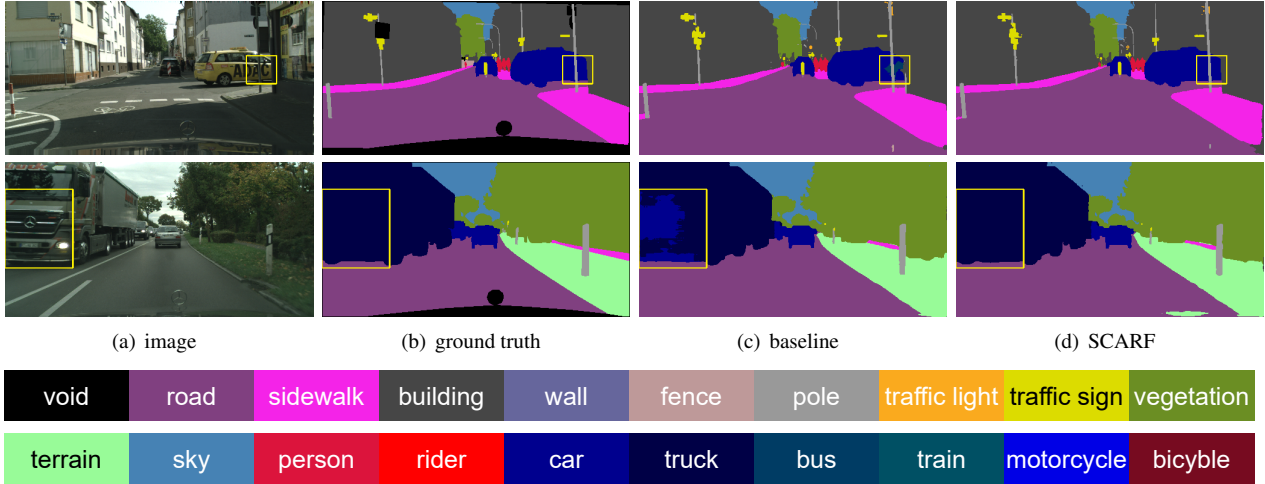 ADAC
(a) image
(b) ground truth
(c) baseline
(d) SCARF
void road sidewalk building wall fence pole traffic light traffic sign vegetation
terrain sky person rider car truck bus train motorcycle bicyble